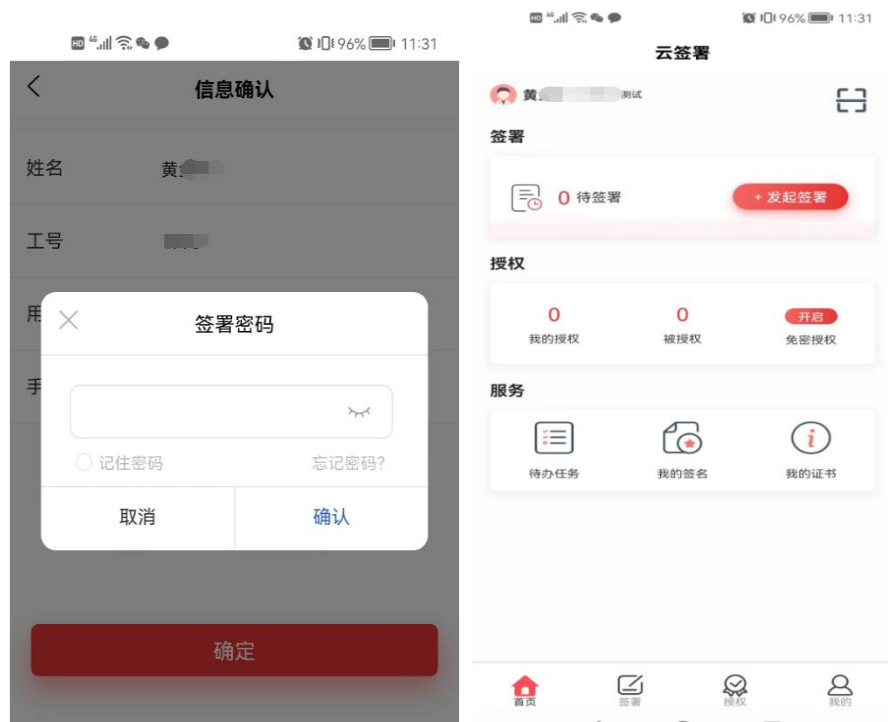 HD 46 96% 11:31
信息确认
姓名 黄
工号
用
手
签署密码
记住密码 忘记密码?
取消 确认
确定
HD 46 96% 11:31
云签署
黄 测试
签署
0 待签署 + 发起签署
授权
0 0 开启
我的授权 被授权 免密授权
服务
待办任务 我的签名 我的证书
首页 签署 授权 我的